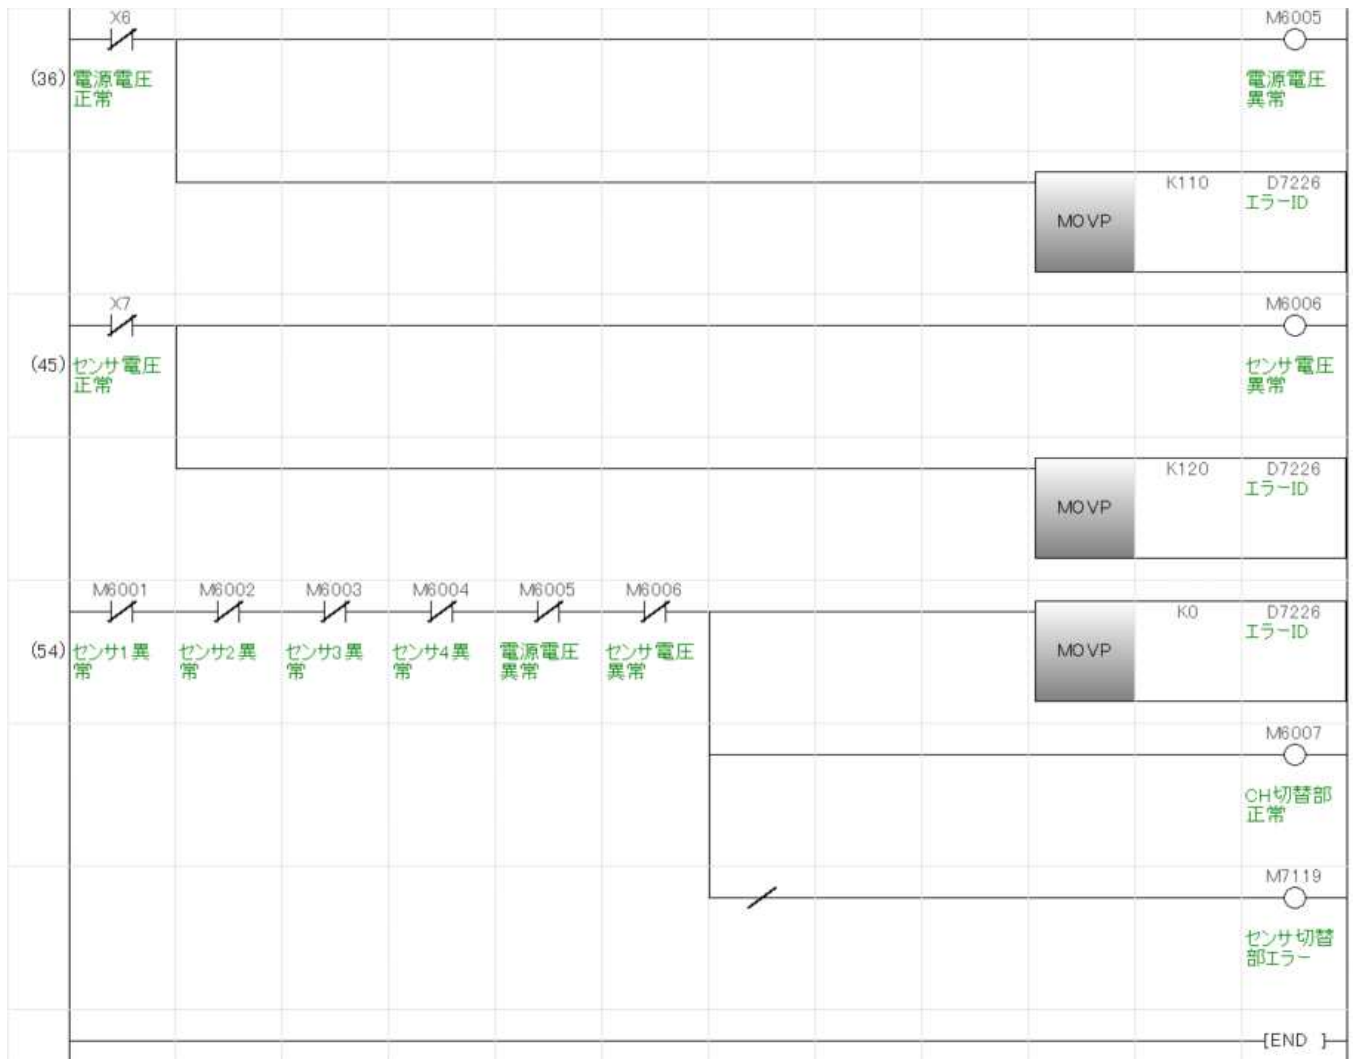 X6 M6005
(36) 電源電圧 電源電圧
正常 異常
K110 D7226
エラーID
MOVP
X7 M6006
(45) センサ電圧 センサ電圧
正常 異常
K120 D7226
エラーID
MOVP
M6001 M6002 M6003 M6004 M6005 M6006
K0 D7226
エラーID
(54) センサ1異 センサ2異 センサ3異 センサ4異 電源電圧 センサ電圧 MOVP
常 常 常 常 異常 異常
M6007
CH切替部
正常
M7119
センサ切替
部エラー
[END ]